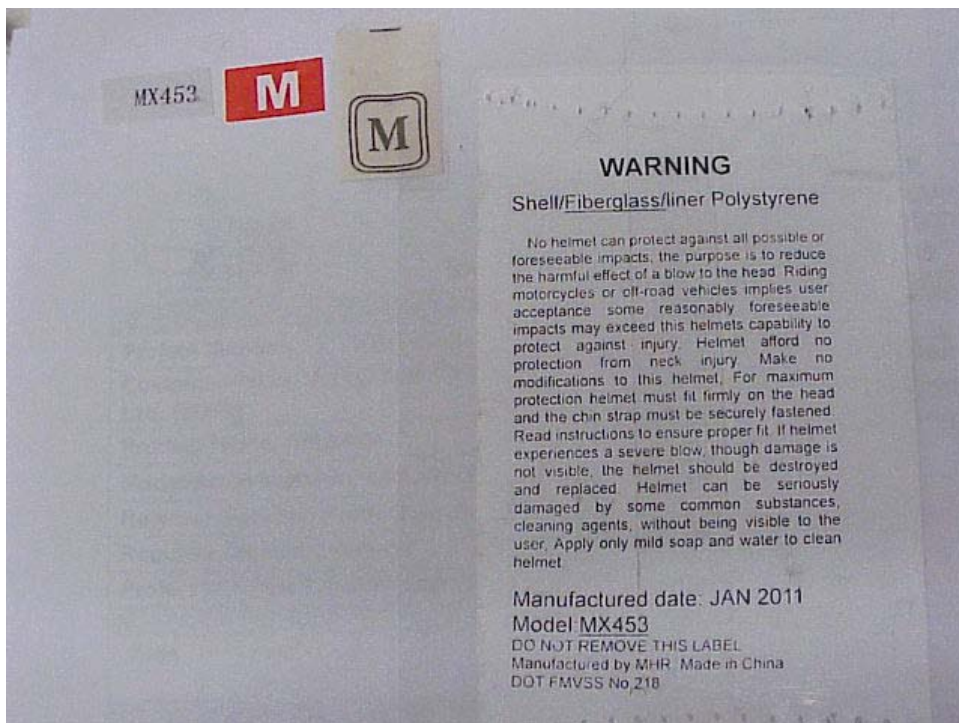 MX453
M
M
WARNING
Shell/Fiberglass/liner Polystyrene
No helmet can protect against all possible or
foreseeable impacts, the purpose is to reduce
the harmful effect of a blow to the head. Riding
motorcycles or off-road vehicles implies user
acceptance some reasonably foreseeable
impacts may exceed this helmets capability to
protect against injury. Helmet afford no
protection from neck injury. Make no
modifications to this helmet, For maximum
protection helmet must fit firmly on the head
and the chin strap must be securely fastened.
Read instructions to ensure proper fit. If helmet
experiences a severe blow, though damage is
not visible, the helmet should be destroyed
and replaced. Helmet can be seriously
damaged by some common substances,
cleaning agents, without being visible to the
user, Apply only mild soap and water to clean
helmet
Manufactured date: JAN 2011
Model:MX453
DO NOT REMOVE THIS LABEL
Manufactured by MHR Made in China
DOT FMVSS No,218